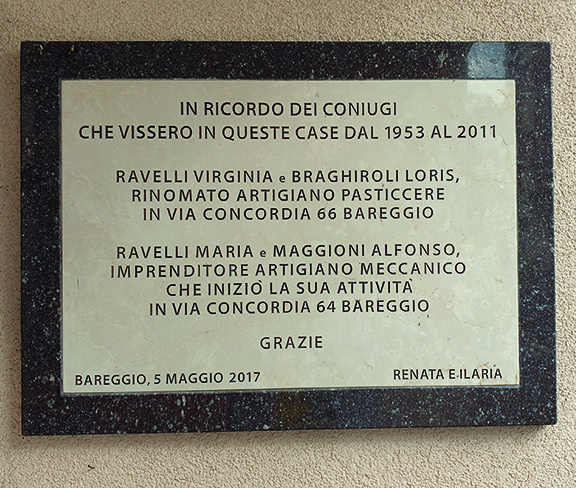 IN RICORDO DEI CONIUGI
CHE VISSERO IN QUESTE CASE DAL 1953 AL 2011
RAVELLI VIRGINIA e BRAGHIROLI LORIS,
RINOMATO ARTIGIANO PASTICCERE
IN VIA CONCORDIA 66 BAREGGIO
RAVELLI MARIA e MAGGIONI ALFONSO,
IMPRENDITORE ARTIGIANO MECCANICO
CHE INIZIÒ LA SUA ATTIVITÀ
IN VIA CONCORDIA 64 BAREGGIO
GRAZIE
BAREGGIO, 5 MAGGIO 2017
RENATA E ILARIA